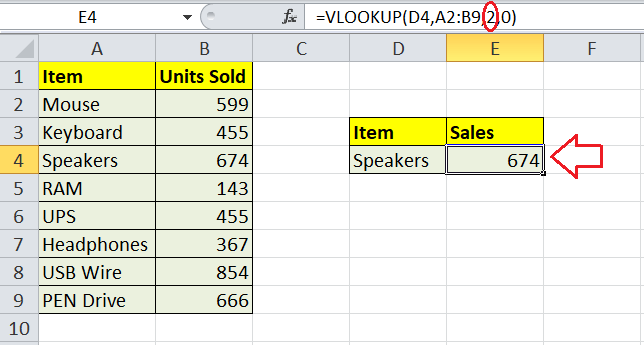 E4 fx =VLOOKUP(D4,A2:B9,2,0)
A B C D E F
1 Item Units Sold
2 Mouse 599
3 Keyboard 455 Item Sales
4 Speakers 674 Speakers 674
5 RAM 143
6 UPS 455
7 Headphones 367
8 USB Wire 854
9 PEN Drive 666
10